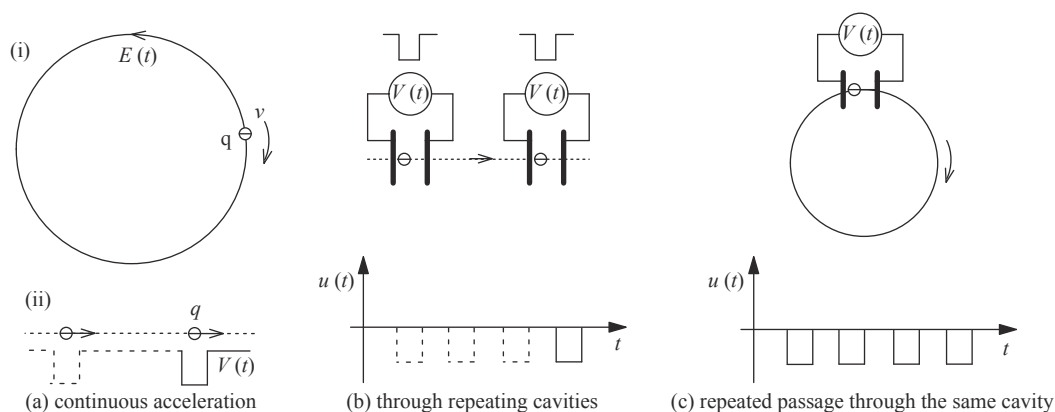 (i)
E (t)
v
q
(ii)
q
V (t)
(a) continuous acceleration
V (t)
V (t)
u (t)
t
(b) through repeating cavities
V (t)
u (t)
t
(c) repeated passage through the same cavity